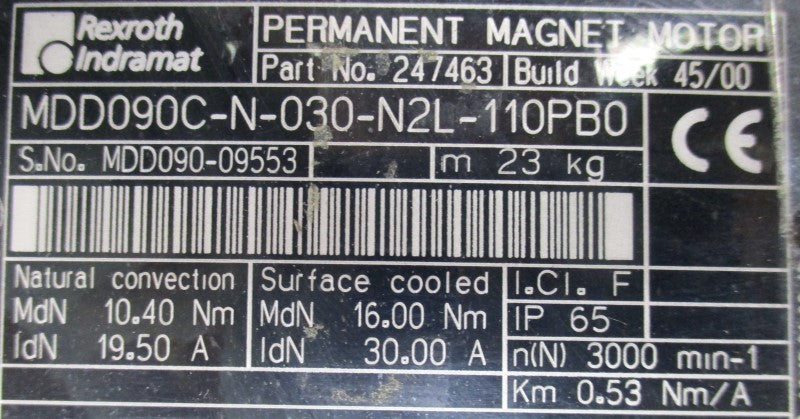 Rexroth
Indramat
PERMANENT MAGNET MOTOR
Part No. 247463 Build Week 45/00
MDD090C-N-030-N2L-110PB0
CE
S.No. MDD090-09553 m 23 kg
Natural convection
MdN 10.40 Nm
IdN 19.50 A
Surface cooled
MdN 16.00 Nm
IdN 30.00 A
I.Cl. F
IP 65
n(N) 3000 min-1
Km 0.53 Nm/A